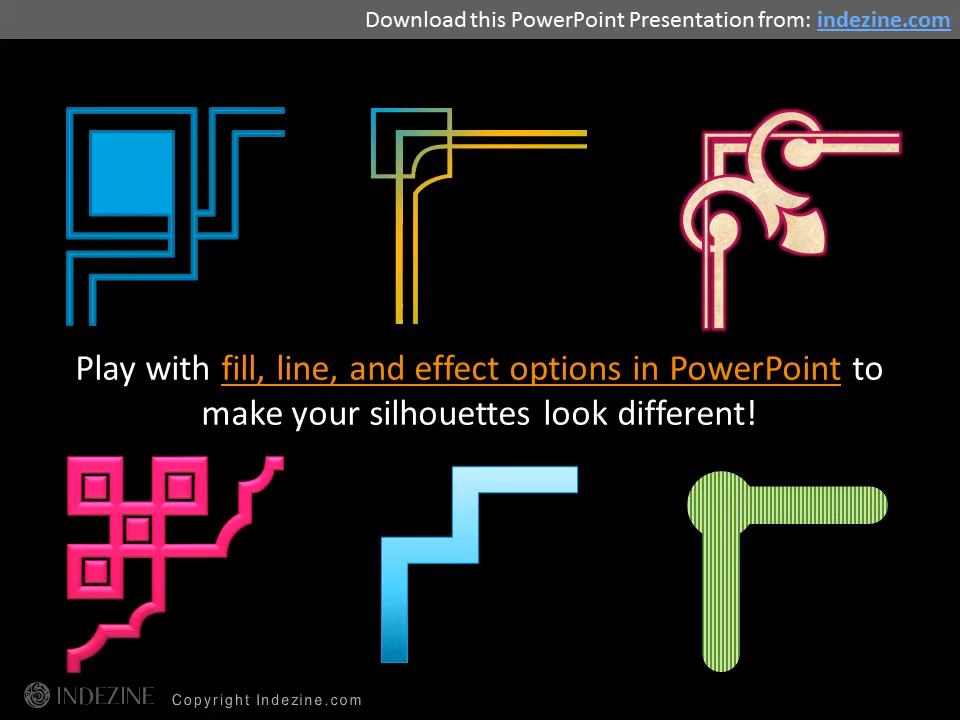 Download this PowerPoint Presentation from: indezine.com
Play with fill, line, and effect options in PowerPoint to
make your silhouettes look different!
INDEZINE Copyright Indezine.com